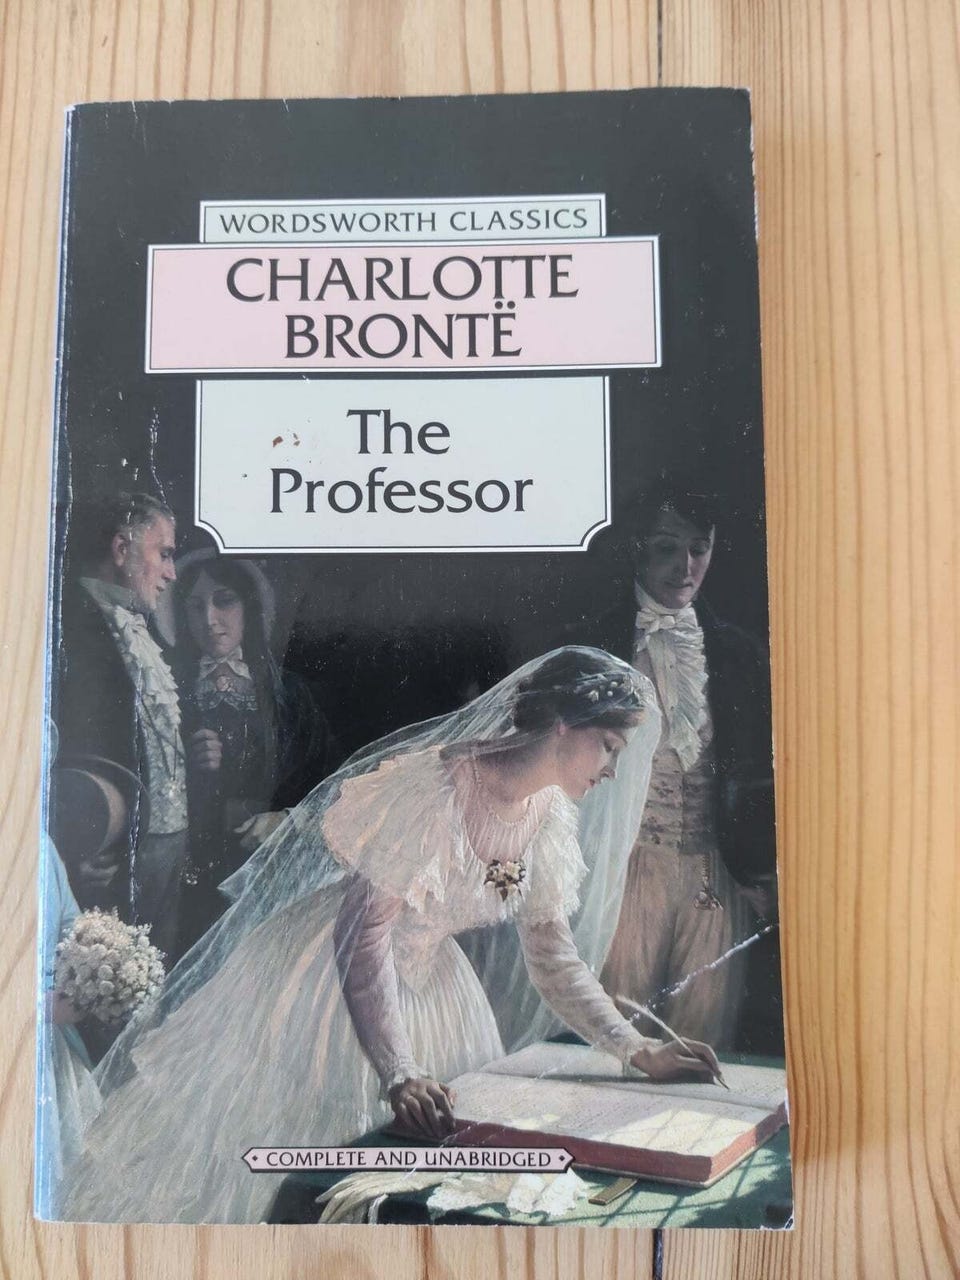 WORDSWORTH CLASSICS
CHARLOTTE
BRONTË
The
Professor
COMPLETE AND UNABRIDGED